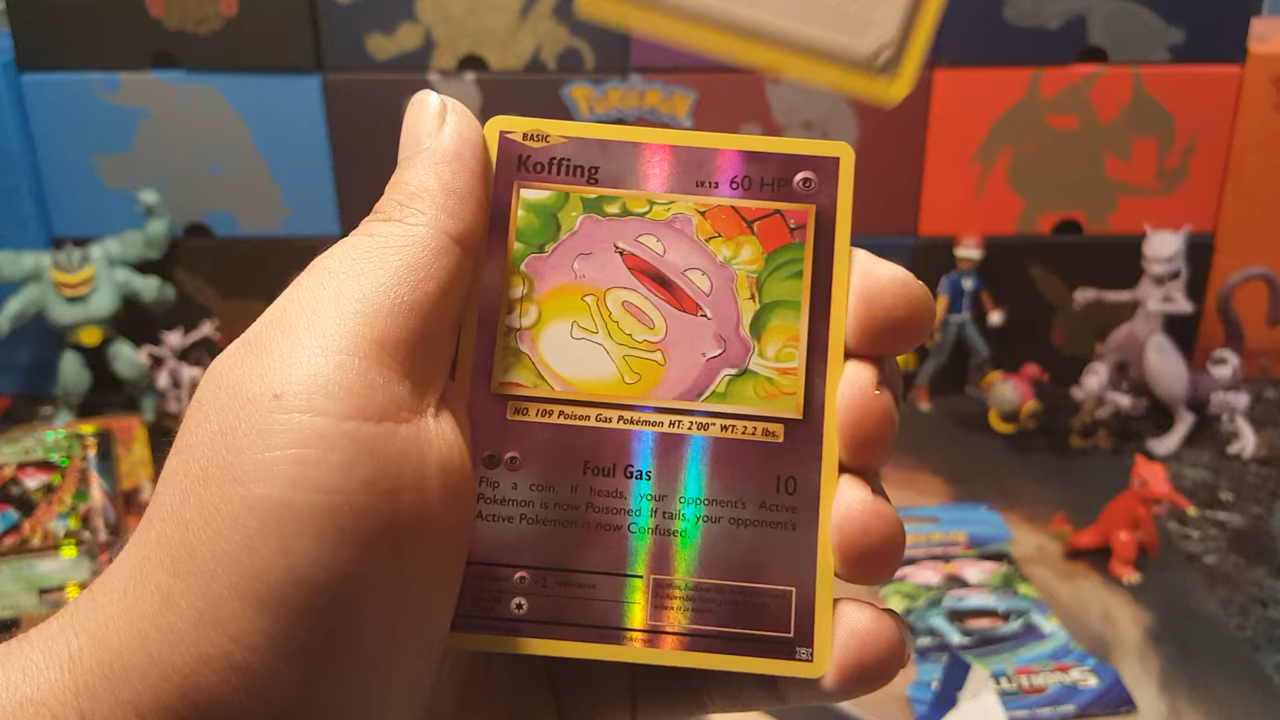 POKÉMON
BASIC
Koffing
LV.13 60 HP
NO. 109 Poison Gas Pokémon HT: 2'00" WT: 2.2 lbs.
Foul Gas 10
Flip a coin. If heads, your opponent's Active
Pokémon is now Poisoned. If tails, your opponent's
Active Pokémon is now Confused.